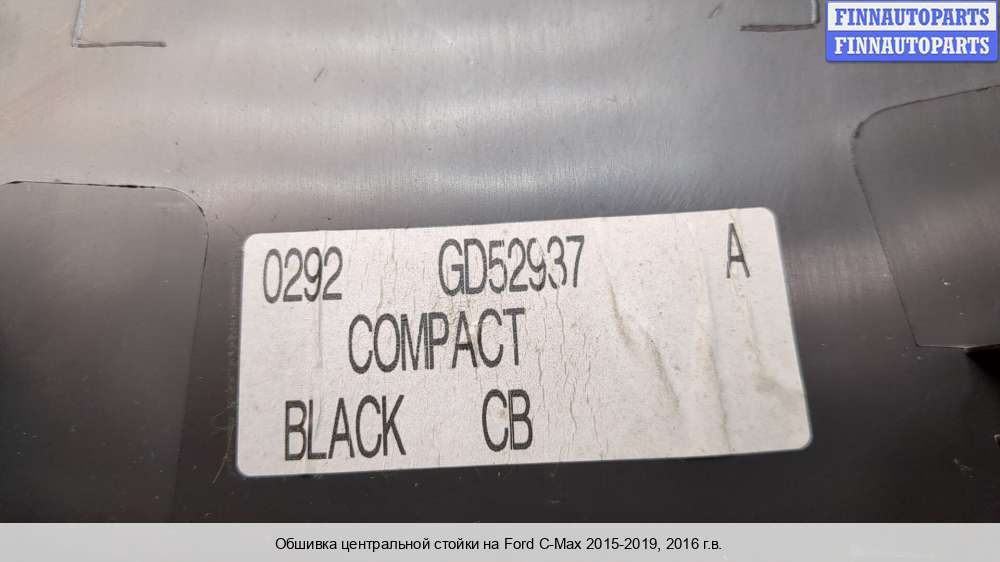 FINNAUTOPARTS
FINNAUTOPARTS
0292 GD52937 A
COMPACT
BLACK CB
Обшивка центральной стойки на Ford C-Max 2015-2019, 2016 г.в.